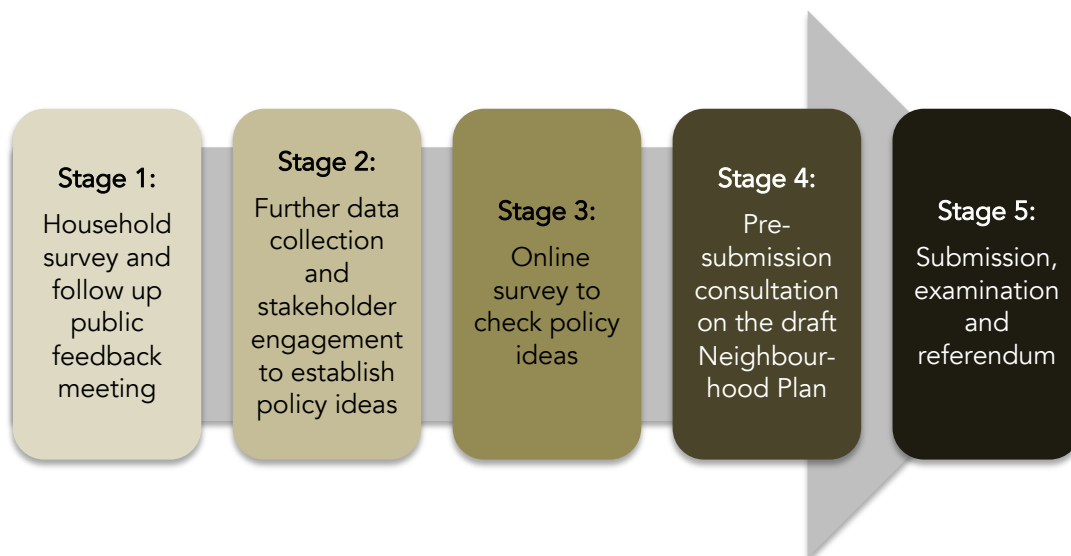 Stage 1:
Household
survey and
follow up
public
feedback
meeting
Stage 2:
Further data
collection
and
stakeholder
engagement
to establish
policy ideas
Stage 3:
Online
survey to
check policy
ideas
Stage 4:
Pre-
submission
consultation
on the draft
Neighbour-
hood Plan
Stage 5:
Submission,
examination
and
referendum